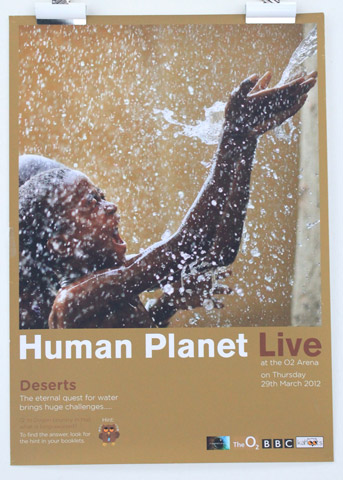 Human Planet Live
at the O2 Arena
on Thursday
29th March 2012
Deserts
The eternal quest for water
brings huge challenges....
To find the answer, look for
the hint in your booklets
The O2 BBC